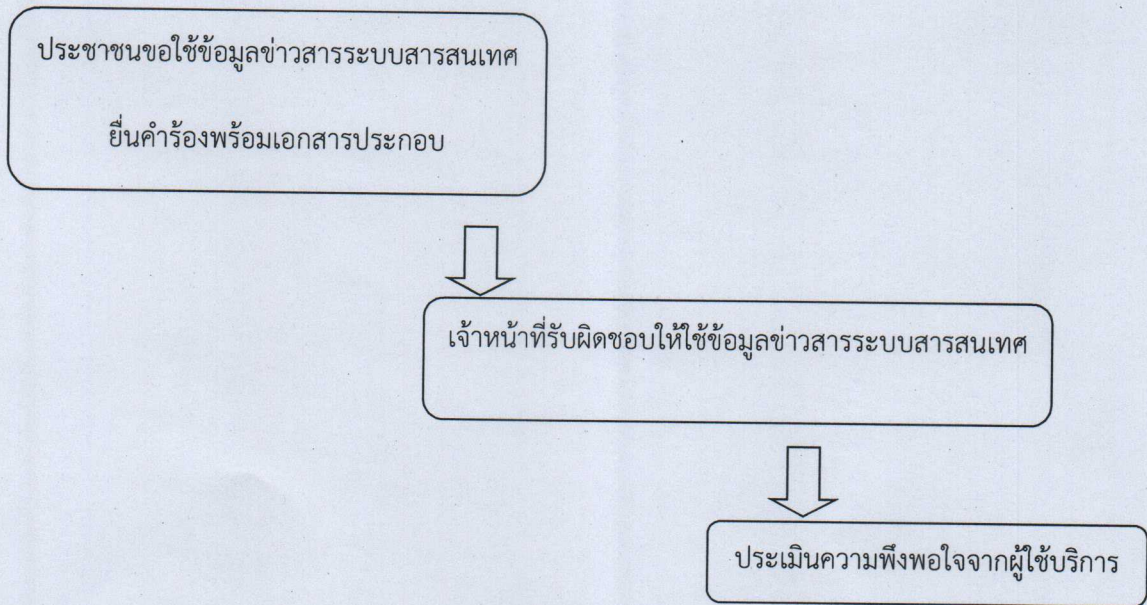 ประชาชนขอใช้ข้อมูลข่าวสารระบบสารสนเทศ
ยื่นคำร้องพร้อมเอกสารประกอบ
เจ้าหน้าที่รับผิดชอบให้ใช้ข้อมูลข่าวสารระบบสารสนเทศ
ประเมินความพึงพอใจจากผู้ใช้บริการ